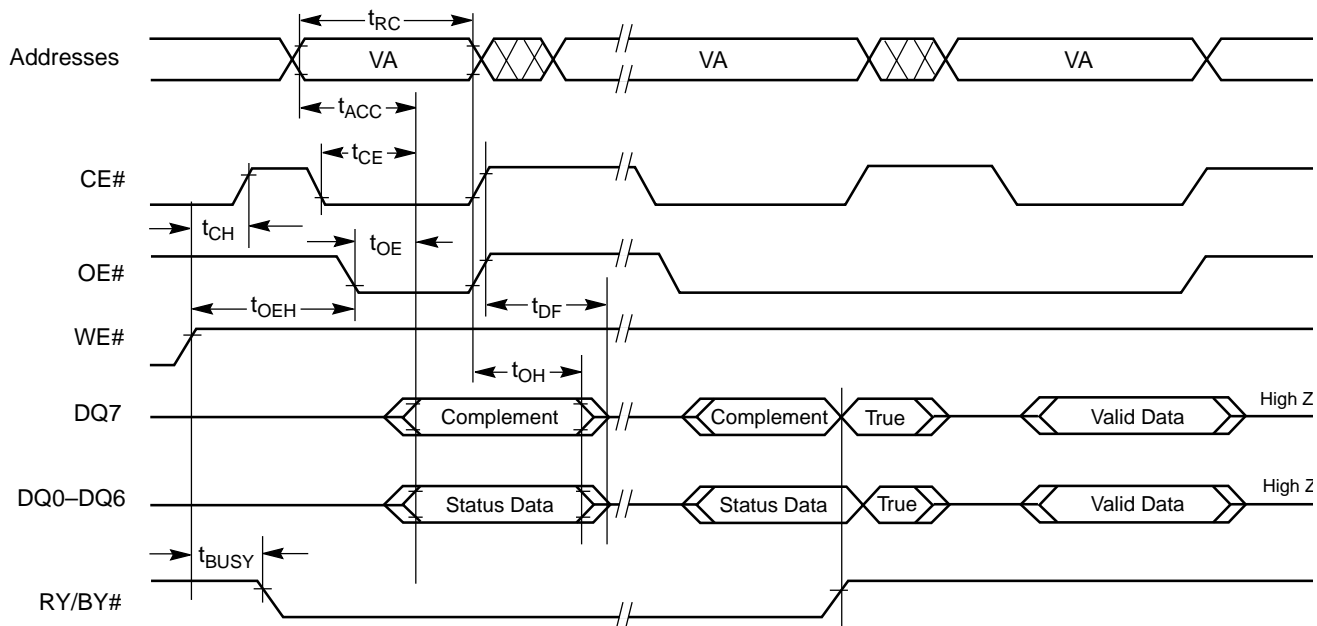 tRC
Addresses VA VA VA
tACC
tCE
CE#
tCH tOE
OE#
tOEH tDF
WE#
tOH
DQ7 Complement Complement True Valid Data High Z
DQ0–DQ6 Status Data Status Data True Valid Data High Z
tBUSY
RY/BY#